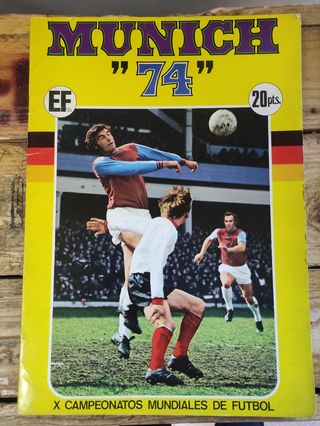 MUNICH
"74"
EF
20 pts.
X CAMPEONATOS MUNDIALES DE FUTBOL